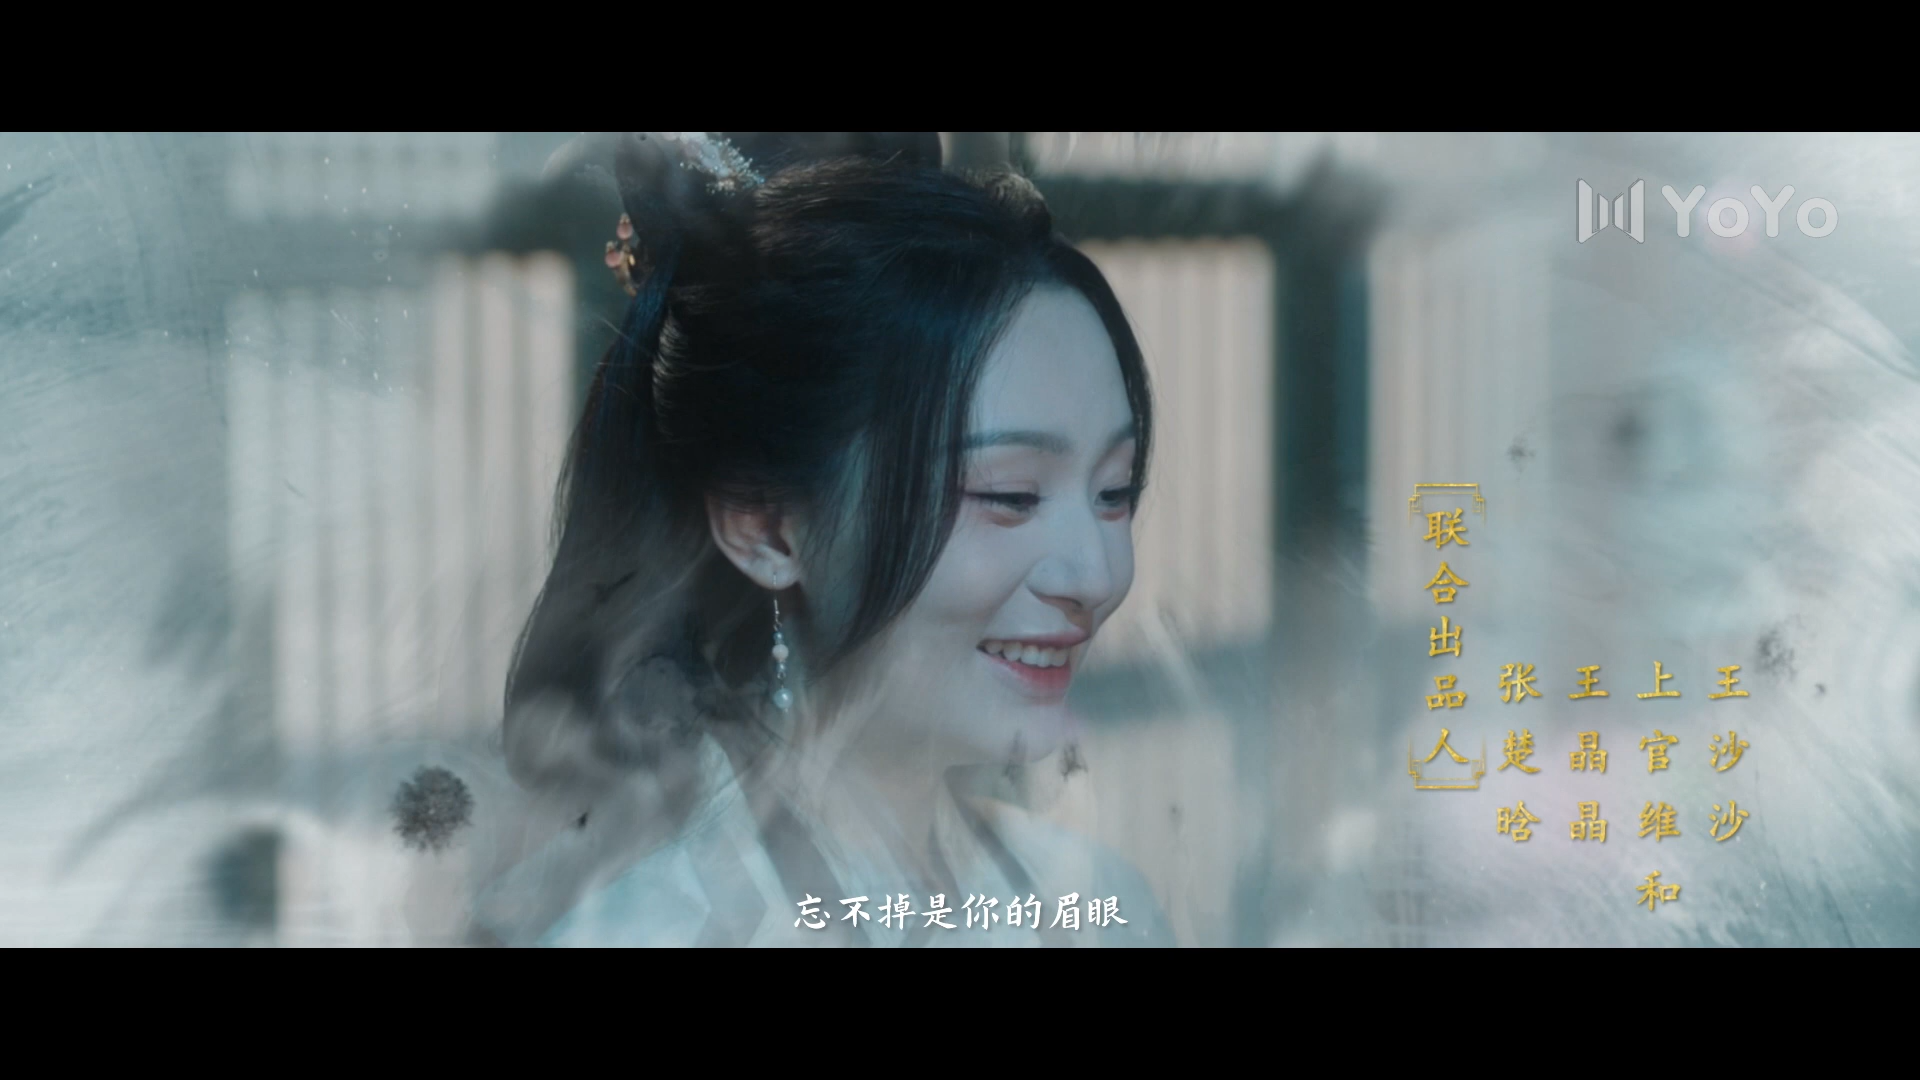 YoYo
联合出品人
张楚晗
王晶晶
上官维和
王沙沙
忘不掉是你的眉眼